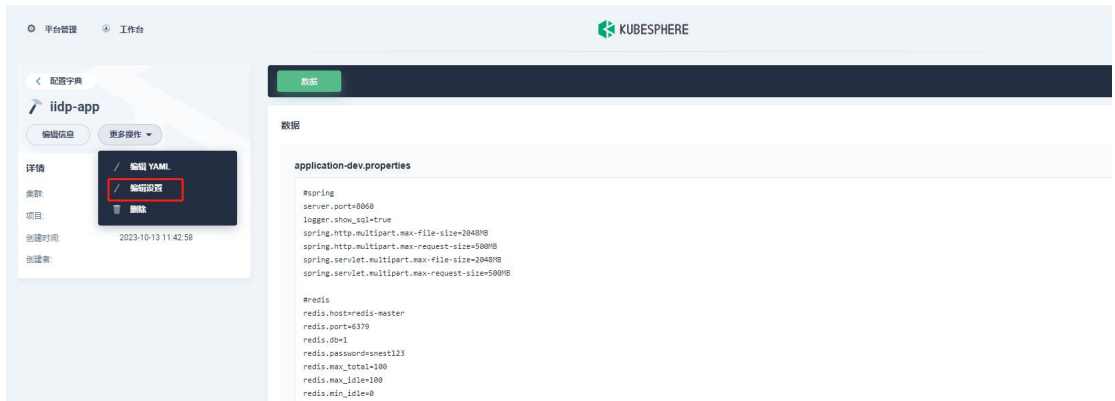 平台管理
工作台
KUBESPHERE
配置字典
iidp-app
编辑信息
更多操作
编辑 YAML
编辑设置
删除
详情
集群:
项目:
创建时间: 2023-10-13 11:42:58
创建者:
数据
数据
application-dev.properties
#spring
server.port=8060
logger.show_sql=true
spring.http.multipart.max-file-size=2048MB
spring.http.multipart.max-request-size=500MB
spring.servlet.multipart.max-file-size=2048MB
spring.servlet.multipart.max-request-size=500MB
#redis
redis.host=redis-master
redis.port=6379
redis.db=1
redis.password=snest123
redis.max_total=100
redis.max_idle=100
redis.min_idle=0